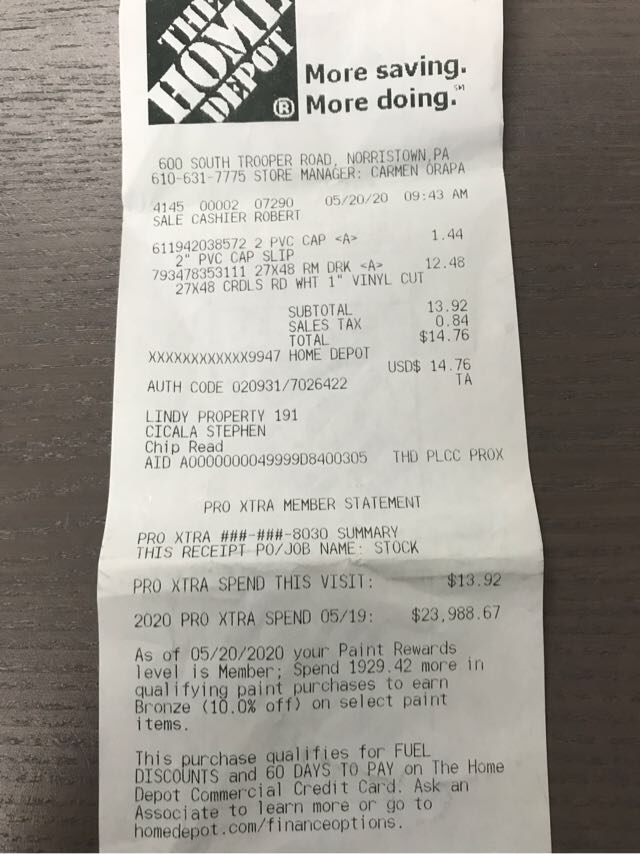 THE
HOME
DEPOT
®
More saving.
More doing.℠
600 SOUTH TROOPER ROAD, NORRISTOWN,PA
610-631-7775 STORE MANAGER: CARMEN ORAPA
4145 00002 07290 05/20/20 09:43 AM
SALE CASHIER ROBERT
611942038572 2 PVC CAP <A> 1.44
2" PVC CAP SLIP
793478353111 27X48 RM DRK <A> 12.48
27X48 CRDLS RD WHT 1" VINYL CUT
SUBTOTAL 13.92
SALES TAX 0.84
TOTAL $14.76
XXXXXXXXXXXX9947 HOME DEPOT
USD$ 14.76
AUTH CODE 020931/7026422 TA
LINDY PROPERTY 191
CICALA STEPHEN
Chip Read
AID A0000000049999D8400305 THD PLCC PROX
PRO XTRA MEMBER STATEMENT
PRO XTRA ###-###-8030 SUMMARY
THIS RECEIPT PO/JOB NAME: STOCK
PRO XTRA SPEND THIS VISIT: $13.92
2020 PRO XTRA SPEND 05/19: $23,988.67
As of 05/20/2020 your Paint Rewards
level is Member; Spend 1929.42 more in
qualifying paint purchases to earn
Bronze (10.0% off) on select paint
items.
This purchase qualifies for FUEL
DISCOUNTS and 60 DAYS TO PAY on The Home
Depot Commercial Credit Card. Ask an
Associate to learn more or go to
homedepot.com/financeoptions.